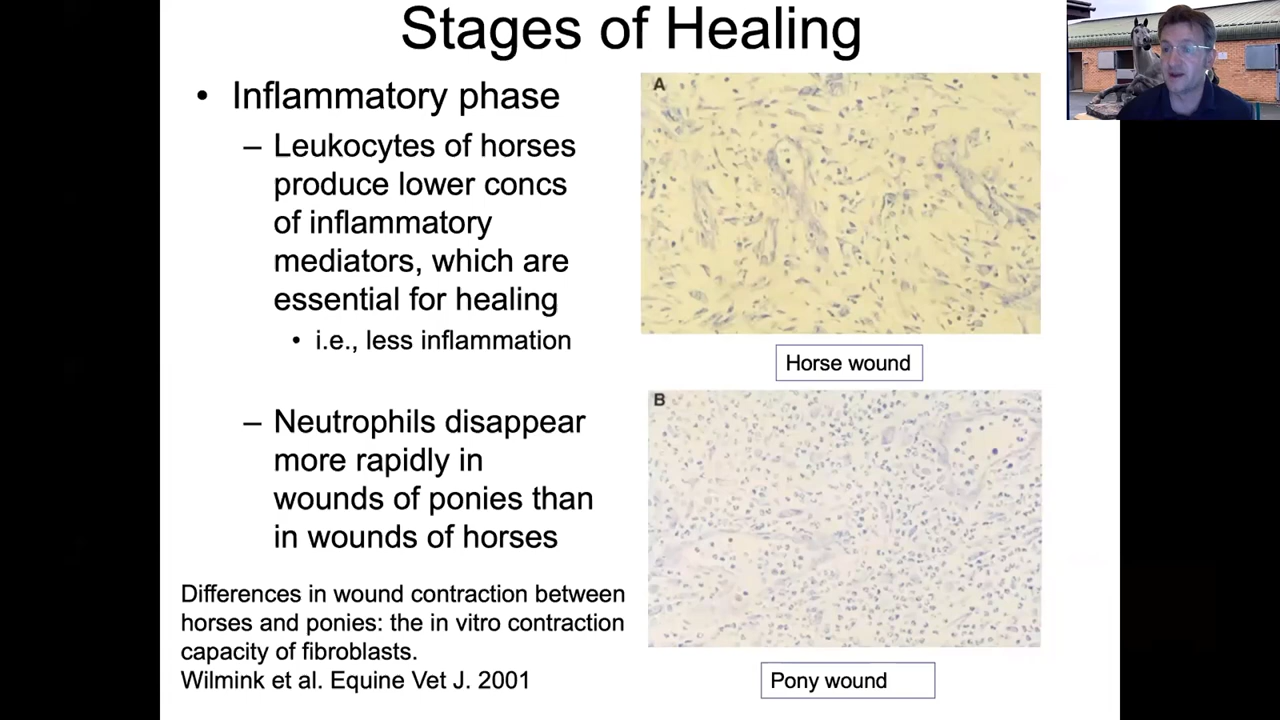 Stages of Healing
• Inflammatory phase
– Leukocytes of horses
produce lower concs
of inflammatory
mediators, which are
essential for healing
• i.e., less inflammation
– Neutrophils disappear
more rapidly in
wounds of ponies than
in wounds of horses
Differences in wound contraction between
horses and ponies: the in vitro contraction
capacity of fibroblasts.
Wilmink et al. Equine Vet J. 2001
A
Horse wound
B
Pony wound